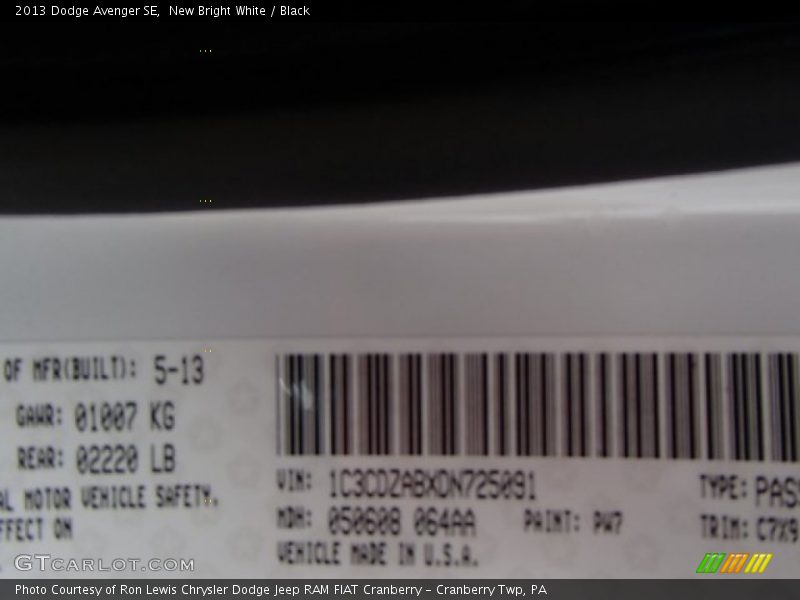 2013 Dodge Avenger SE,  New Bright White / Black
OF MFR(BUILT): 5-13
GAWR: 01007 KG
REAR: 02220 LB
AL MOTOR VEHICLE SAFETY,
FFECT ON
VIN: 1C3CDZABXDN725091
MDH: 050608 064AA
PAINT: PW7
VEHICLE MADE IN U.S.A.
TYPE: PAS
TRIM: C7X9
GTCARLOT.COM
Photo Courtesy of Ron Lewis Chrysler Dodge Jeep RAM FIAT Cranberry – Cranberry Twp, PA